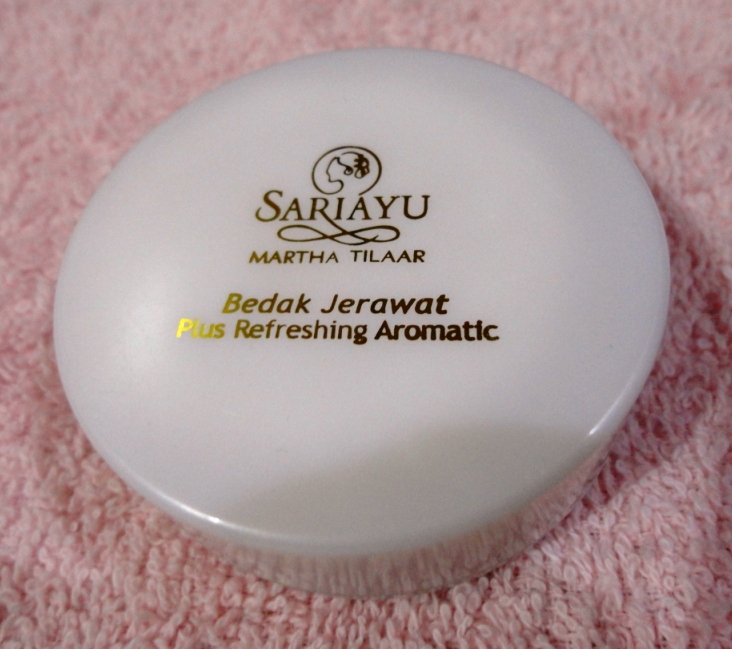 SARIAYU
MARTHA TILAAR
Bedak Jerawat
Plus Refreshing Aromatic